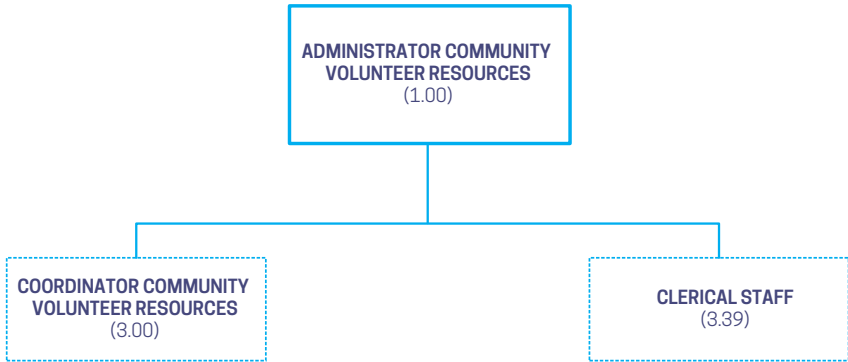 ADMINISTRATOR COMMUNITY
VOLUNTEER RESOURCES
(1.00)
COORDINATOR COMMUNITY
VOLUNTEER RESOURCES
(3.00)
CLERICAL STAFF
(3.39)